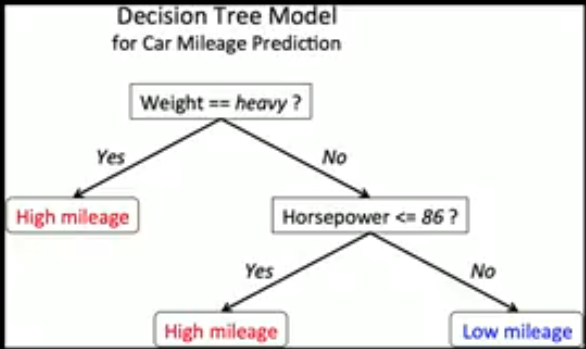 Decision Tree Model
for Car Mileage Prediction
Weight == heavy ?
Yes
No
High mileage
Horsepower <= 86 ?
Yes
No
High mileage
Low mileage